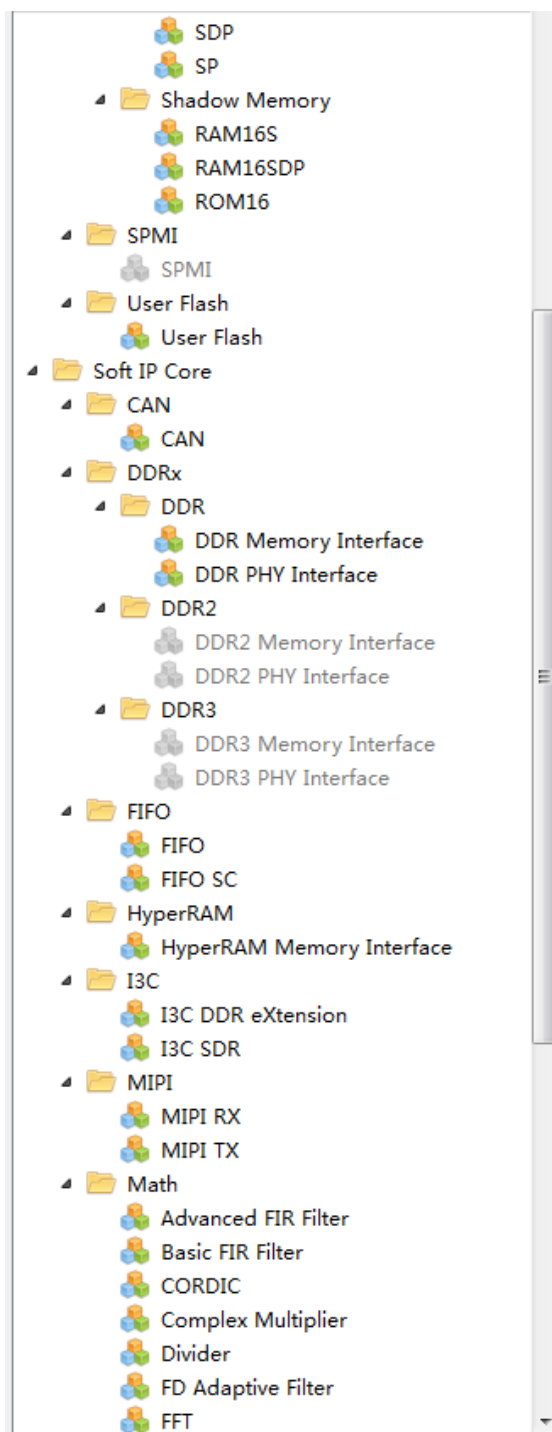 SDP
SP
Shadow Memory
RAM16S
RAM16SDP
ROM16
SPMI
SPMI
User Flash
User Flash
Soft IP Core
CAN
CAN
DDRx
DDR
DDR Memory Interface
DDR PHY Interface
DDR2
DDR2 Memory Interface
DDR2 PHY Interface
DDR3
DDR3 Memory Interface
DDR3 PHY Interface
FIFO
FIFO
FIFO SC
HyperRAM
HyperRAM Memory Interface
I3C
I3C DDR eXtension
I3C SDR
MIPI
MIPI RX
MIPI TX
Math
Advanced FIR Filter
Basic FIR Filter
CORDIC
Complex Multiplier
Divider
FD Adaptive Filter
FFT